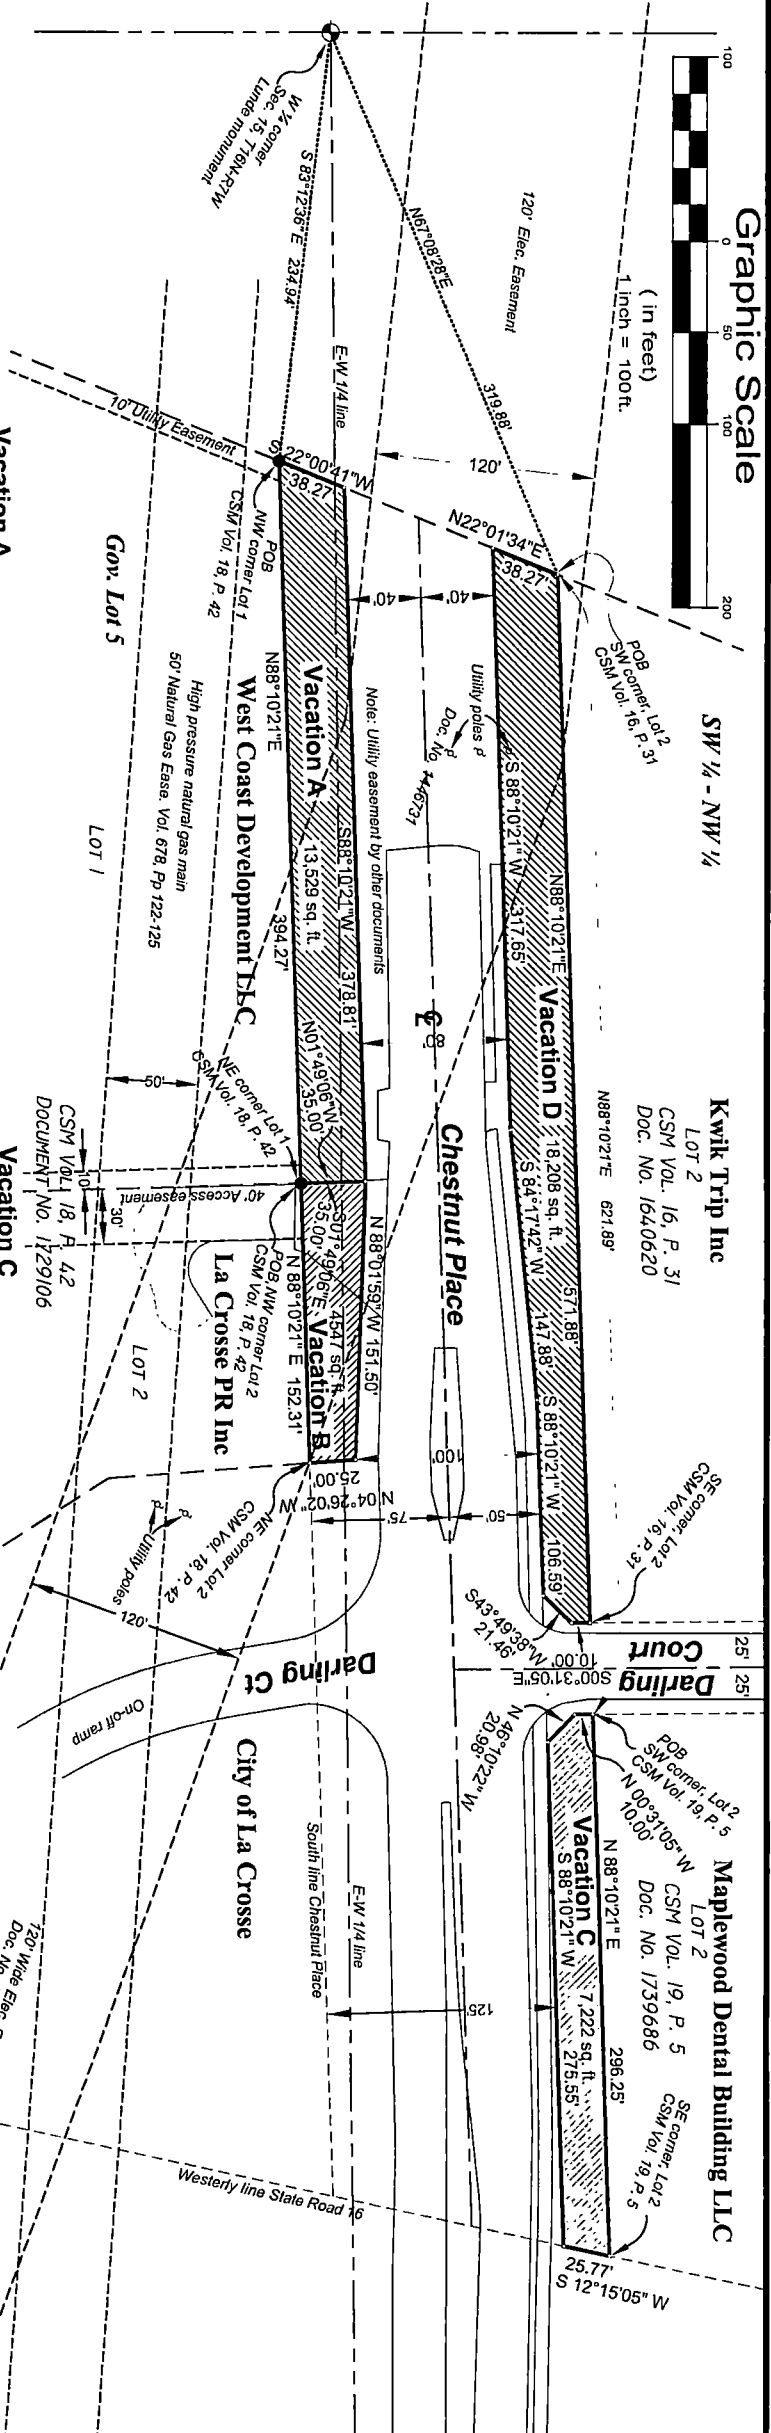 Graphic Scale
100
0
50
100
200
( in feet)
1 inch = 100ft.
SW ¼ - NW ¼
W ¼ corner
Sec. 15, T16N-R7W
Lunde monument
S 83°12'36"E 234.94'
N67°08'28"E
319.88'
120' Elec. Easement
E-W 1/4 line
10' Utility Easement
120'
S 22°00'41"W
38.27'
N22°01'34"E
38.27'
POB
NW corner Lot 1
CSM Vol. 18, P. 42
POB
SW corner, Lot 2
CSM Vol. 16, P. 31
40'
40'
Gov. Lot 5
Kwik Trip Inc
LOT 2
CSM Vol. 16, P. 31
Doc. No. 1640620
N88°10'21"E 621.89'
N88°10'21"E
571.88'
Vacation D
18,208 sq. ft.
S 88°10'21" W
317.65'
S 84°17'42" W
147.88'
S 88°10'21" W
106.59'
Utility poles
Doc. No.
Chestnut Place
80'
Note: Utility easement by other documents
Vacation A
13,529 sq. ft.
S88°10'21"W
378.81'
N88°10'21"E
394.27'
N01°49'06"W
35.00'
West Coast Development LLC
High pressure natural gas main
50' Natural Gas Ease. Vol. 678, Pp 122-125
LOT 1
NE corner Lot 1
CSM Vol. 18, P. 42
50'
10'
30'
40' Access easement
CSM VOL. 18, P. 42
DOCUMENT NO. 1729106
S01°49'06"E
35.00'
N 88°01'59"W 151.50'
4547 sq. ft.
Vacation B
N 88°10'21" E 152.31'
POB, NW corner Lot 2
CSM Vol. 18, P. 42
La Crosse PR Inc
LOT 2
25.00'
N 04°26'02" W
NE corner Lot 2
CSM Vol. 18, P. 42
Utility poles
100'
75'
50'
120'
SE corner, Lot 2
CSM Vol. 16, P. 31
S43°49'38"W
21.46'
10.00'
S00°31'05"E
Darling
Court
25'
25'
Darling Ct
On-off ramp
City of La Crosse
POB
SW corner, Lot 2
CSM Vol. 19, P. 5
N 00°31'05" W
10.00'
N 46°10'22" W
20.98'
Maplewood Dental Building LLC
LOT 2
CSM VOL. 19, P. 5
Doc. No. 1739686
N 88°10'21" E
296.25'
Vacation C
7,222 sq. ft.
S 88°10'21" W
275.55'
SE corner, Lot 2
CSM Vol. 19, P. 5
25.77'
S 12°15'05" W
E-W 1/4 line
South line Chestnut Place
125'
Westerly line State Road 16
120' Wide Elec.
Doc. No.
Vacation A
Vacation C